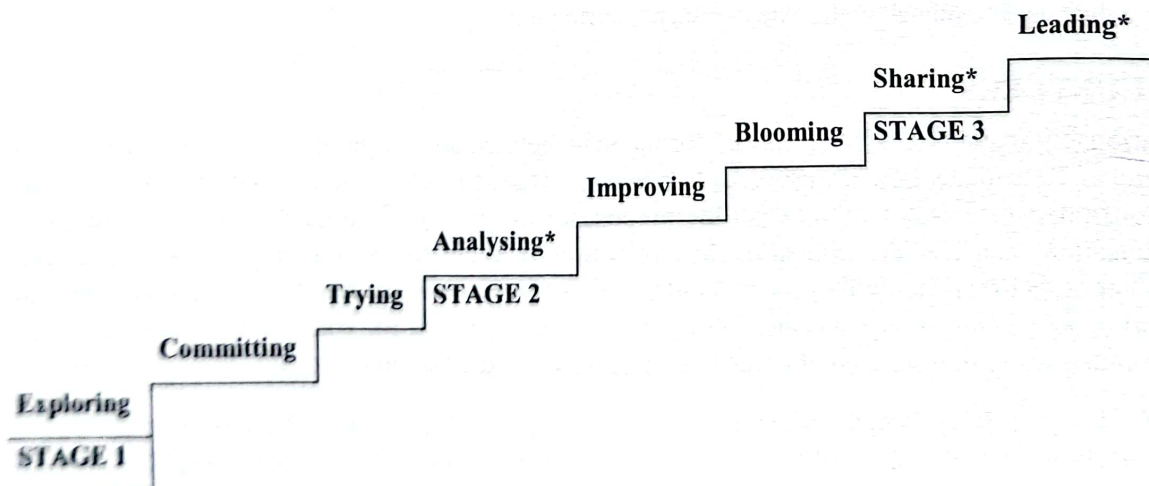 Leading*
Sharing*
STAGE 3
Blooming
Improving
Analysing*
STAGE 2
Trying
Committing
Exploring
STAGE 1